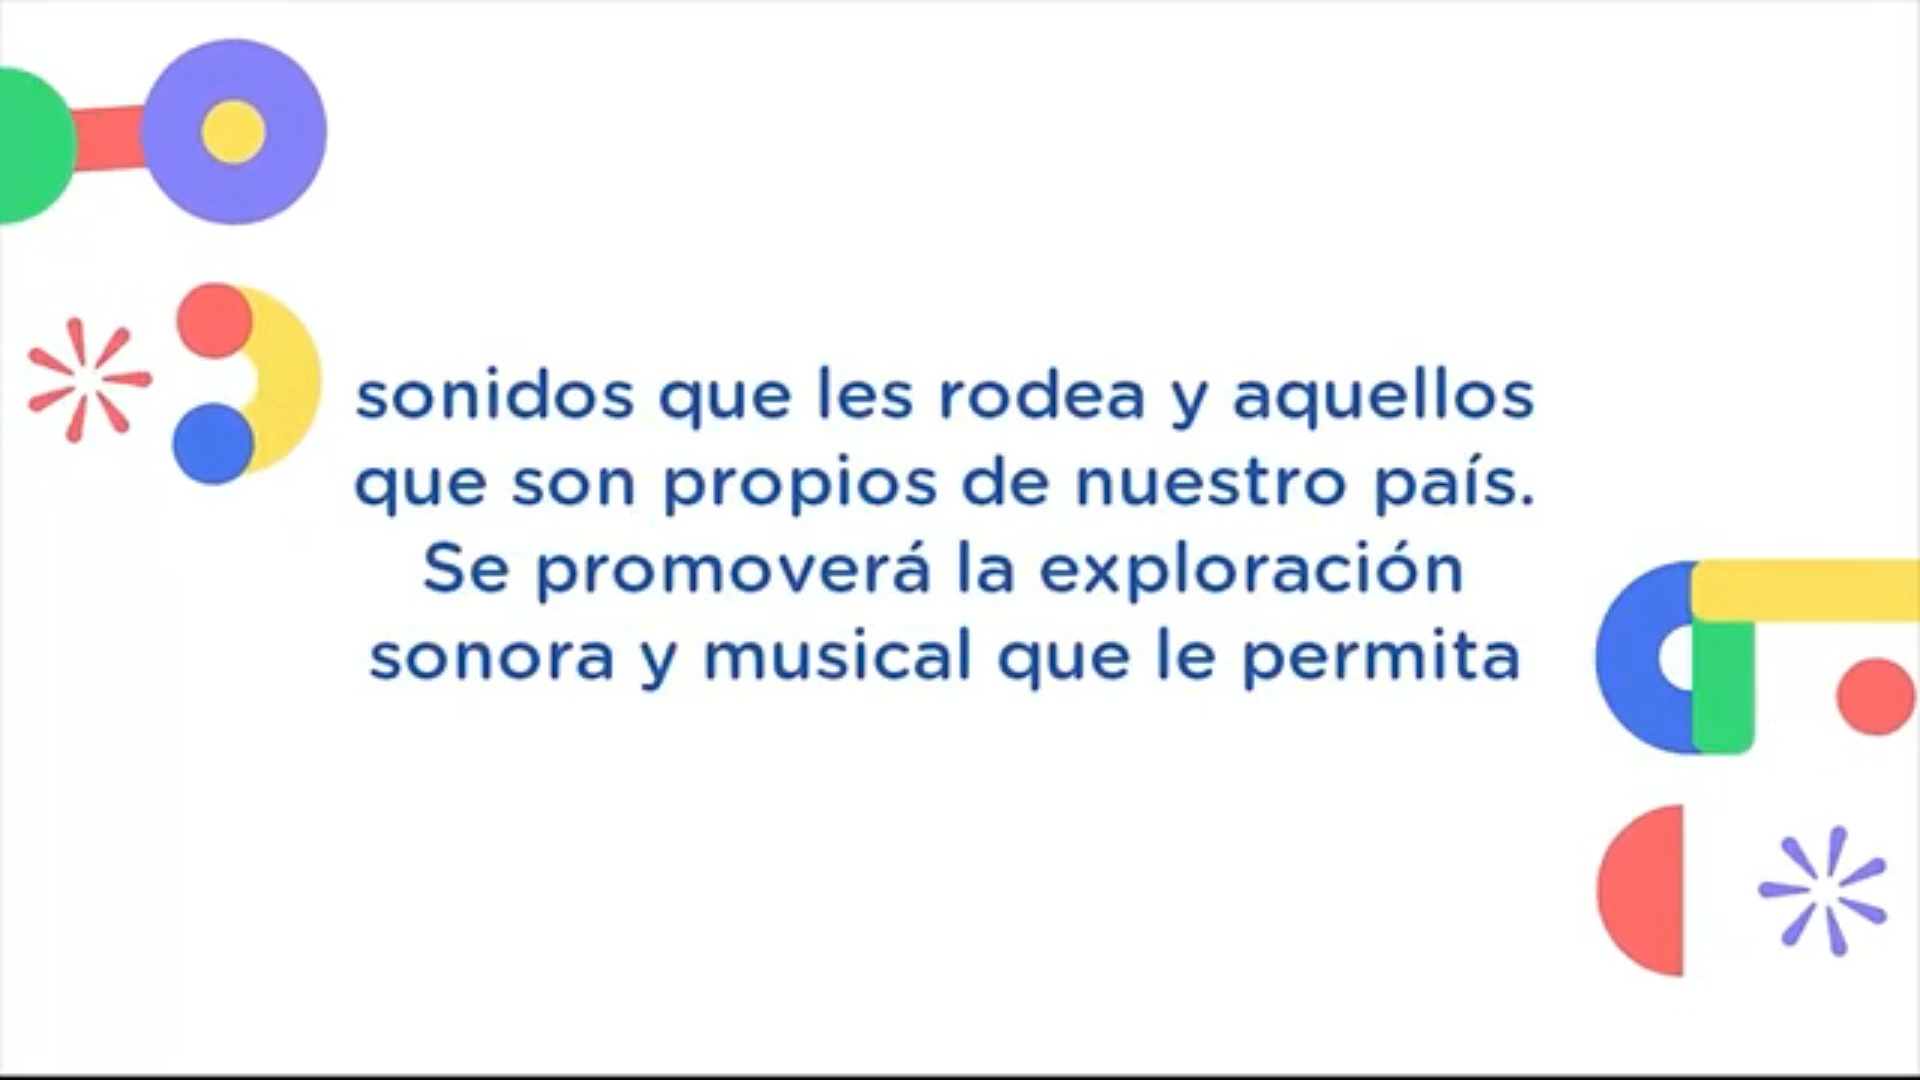 sonidos que les rodea y aquellos
que son propios de nuestro país.
Se promoverá la exploración
sonora y musical que le permita